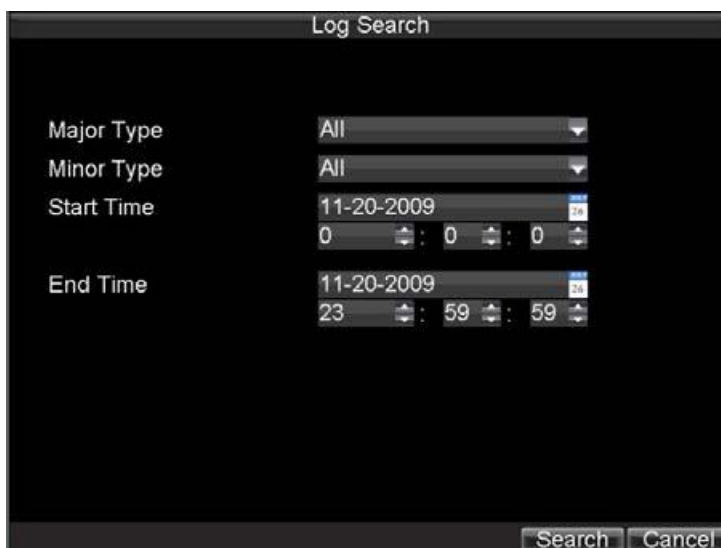 Log Search
Major Type All
Minor Type All
Start Time 11-20-2009
0 : 0 : 0
End Time 11-20-2009
23 : 59 : 59
Search Cancel